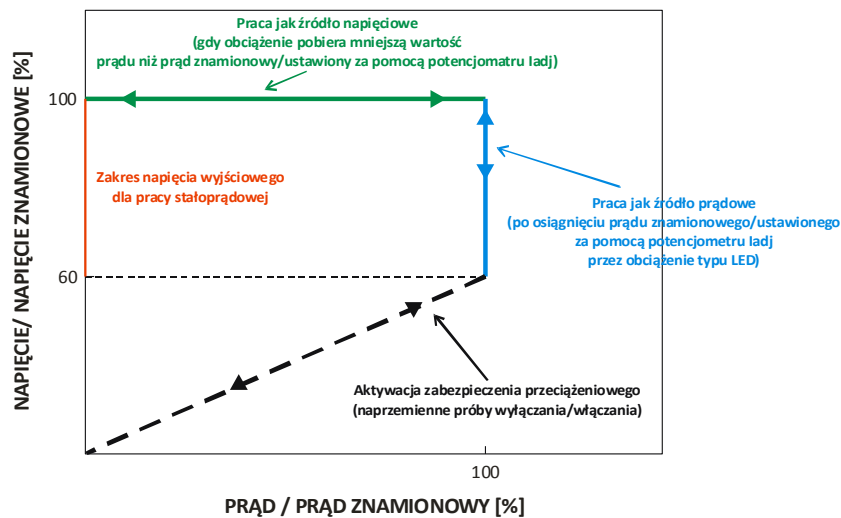 Praca jak źródło napięciowe
(gdy obciążenie pobiera mniejszą wartość
prądu niż prąd znamionowy/ustawiony za pomocą potencjomatru Iadj)
NAPIĘCIE/ NAPIĘCIE ZNAMIONOWE [%]
100
Zakres napięcia wyjściowego
dla pracy stałoprądowej
Praca jak źródło prądowe
(po osiągnięciu prądu znamionowego/ustawionego
za pomocą potencjometru Iadj
przez obciążenie typu LED)
60
Aktywacja zabezpieczenia przeciążeniowego
(naprzemienne próby wyłączania/włączania)
100
PRĄD / PRĄD ZNAMIONOWY [%]